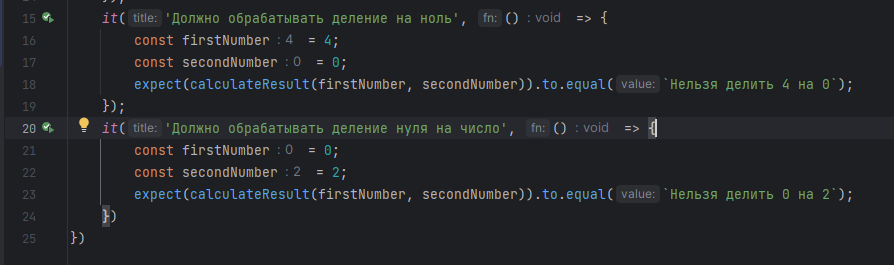 15 it( title: 'Должно обрабатывать деление на ноль', fn: () : void => {
16 const firstNumber : 4 = 4;
17 const secondNumber : 0 = 0;
18 expect(calculateResult(firstNumber, secondNumber)).to.equal( value: `Нельзя делить 4 на 0`);
19 });
20 it( title: 'Должно обрабатывать деление нуля на число', fn: () : void => {
21 const firstNumber : 0 = 0;
22 const secondNumber : 2 = 2;
23 expect(calculateResult(firstNumber, secondNumber)).to.equal( value: `Нельзя делить 0 на 2`);
24 })
25 })